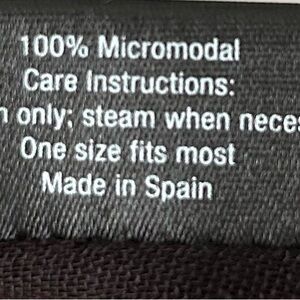 100% Micromodal
Care Instructions:
only; steam when
One size fits most
Made in Spain